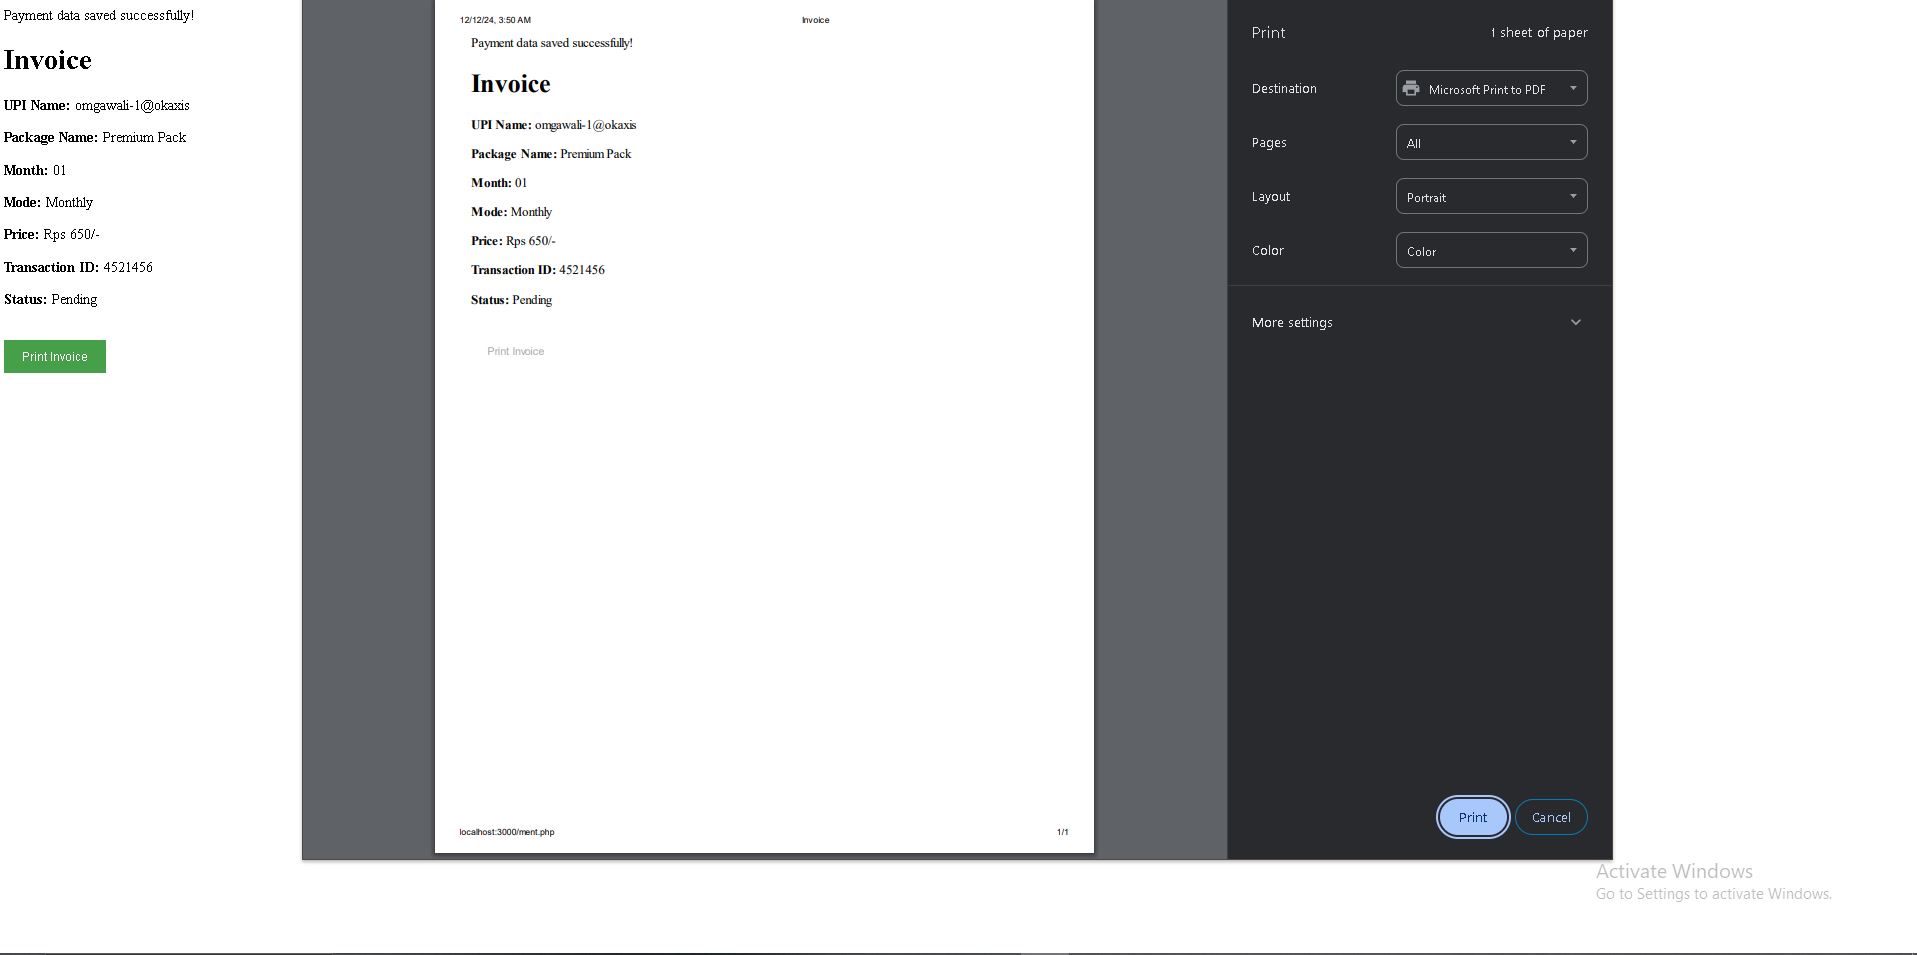 Payment data saved successfully!
Invoice
UPI Name: omgawali-1@okaxis
Package Name: Premium Pack
Month: 01
Mode: Monthly
Price: Rps 650/-
Transaction ID: 4521456
Status: Pending
Print Invoice
12/12/24, 3:50 AM
Invoice
Payment data saved successfully!
Invoice
UPI Name: omgawali-1@okaxis
Package Name: Premium Pack
Month: 01
Mode: Monthly
Price: Rps 650/-
Transaction ID: 4521456
Status: Pending
Print Invoice
localhost:3000/ment.php
1/1
Print
1 sheet of paper
Destination
Microsoft Print to PDF
Pages
All
Layout
Portrait
Color
Color
More settings
Print
Cancel
Activate Windows
Go to Settings to activate Windows.